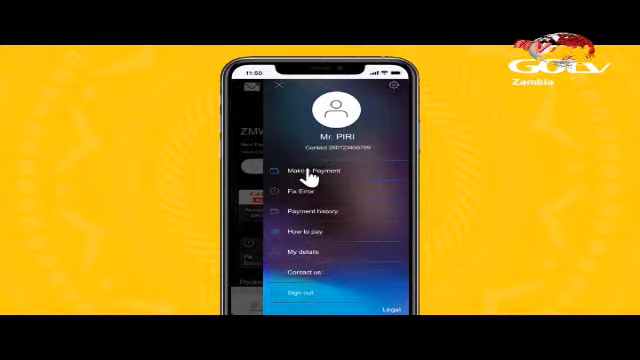 GOtv
Zambia
11:50
ZMW
Mr. PIRI
Contact 260123456789
Make a Payment
Fix Error
Payment history
How to pay
My details
Contact us
Sign out
Legal